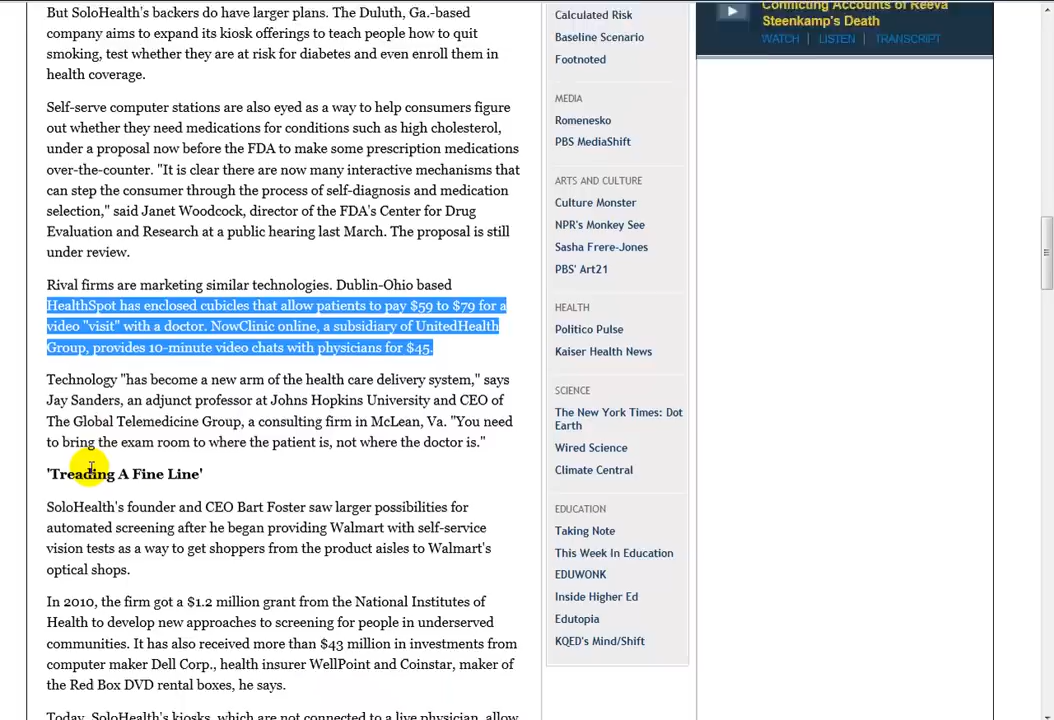 But SoloHealth's backers do have larger plans. The Duluth, Ga.-based
company aims to expand its kiosk offerings to teach people how to quit
smoking, test whether they are at risk for diabetes and even enroll them in
health coverage.
Self-serve computer stations are also eyed as a way to help consumers figure
out whether they need medications for conditions such as high cholesterol,
under a proposal now before the FDA to make some prescription medications
over-the-counter. "It is clear there are now many interactive mechanisms that
can step the consumer through the process of self-diagnosis and medication
selection," said Janet Woodcock, director of the FDA's Center for Drug
Evaluation and Research at a public hearing last March. The proposal is still
under review.
Rival firms are marketing similar technologies. Dublin-Ohio based
HealthSpot has enclosed cubicles that allow patients to pay $59 to $79 for a
video "visit" with a doctor. NowClinic online, a subsidiary of UnitedHealth
Group, provides 10-minute video chats with physicians for $45.
Technology "has become a new arm of the health care delivery system," says
Jay Sanders, an adjunct professor at Johns Hopkins University and CEO of
The Global Telemedicine Group, a consulting firm in McLean, Va. "You need
to bring the exam room to where the patient is, not where the doctor is."
'Treading A Fine Line'
SoloHealth's founder and CEO Bart Foster saw larger possibilities for
automated screening after he began providing Walmart with self-service
vision tests as a way to get shoppers from the product aisles to Walmart's
optical shops.
In 2010, the firm got a $1.2 million grant from the National Institutes of
Health to develop new approaches to screening for people in underserved
communities. It has also received more than $43 million in investments from
computer maker Dell Corp., health insurer WellPoint and Coinstar, maker of
the Red Box DVD rental boxes, he says.
Today, SoloHealth's kiosks, which are not connected to a live physician, allow
Calculated Risk
Baseline Scenario
Footnoted
MEDIA
Romenesko
PBS MediaShift
ARTS AND CULTURE
Culture Monster
NPR's Monkey See
Sasha Frere-Jones
PBS' Art21
HEALTH
Politico Pulse
Kaiser Health News
SCIENCE
The New York Times: Dot
Earth
Wired Science
Climate Central
EDUCATION
Taking Note
This Week In Education
EDUWONK
Inside Higher Ed
Edutopia
KQED's Mind/Shift
Conflicting Accounts of Reeva
Steenkamp's Death
WATCH | LISTEN | TRANSCRIPT